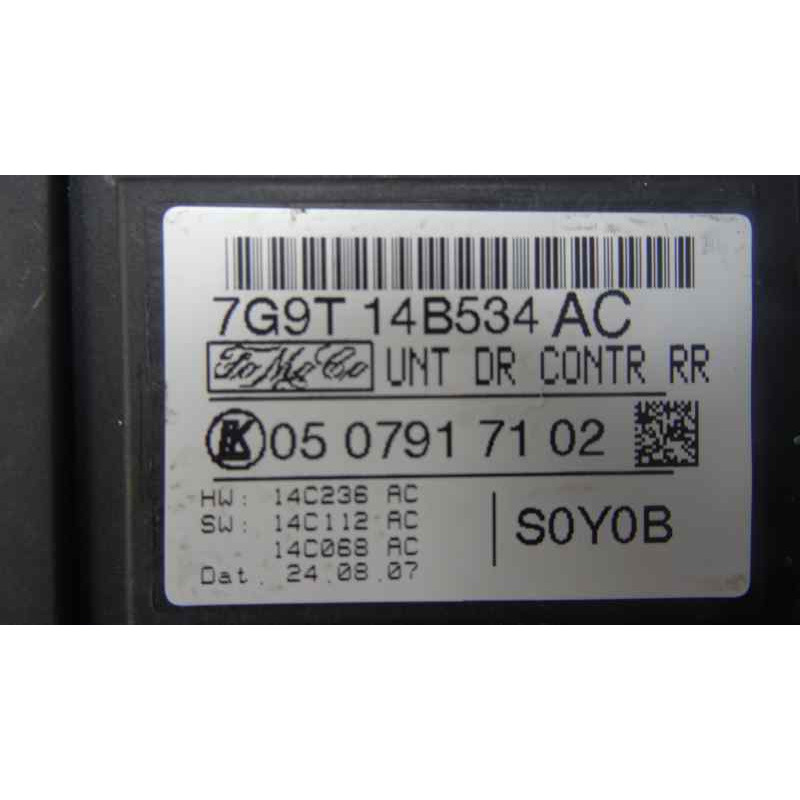 7G9T 14B534 AC
FoMoCo UNT DR CONTR RR
05 0791 71 02
HW: 14C236 AC
SW: 14C112 AC
14C068 AC
Dat. 24.08.07
S0Y0B